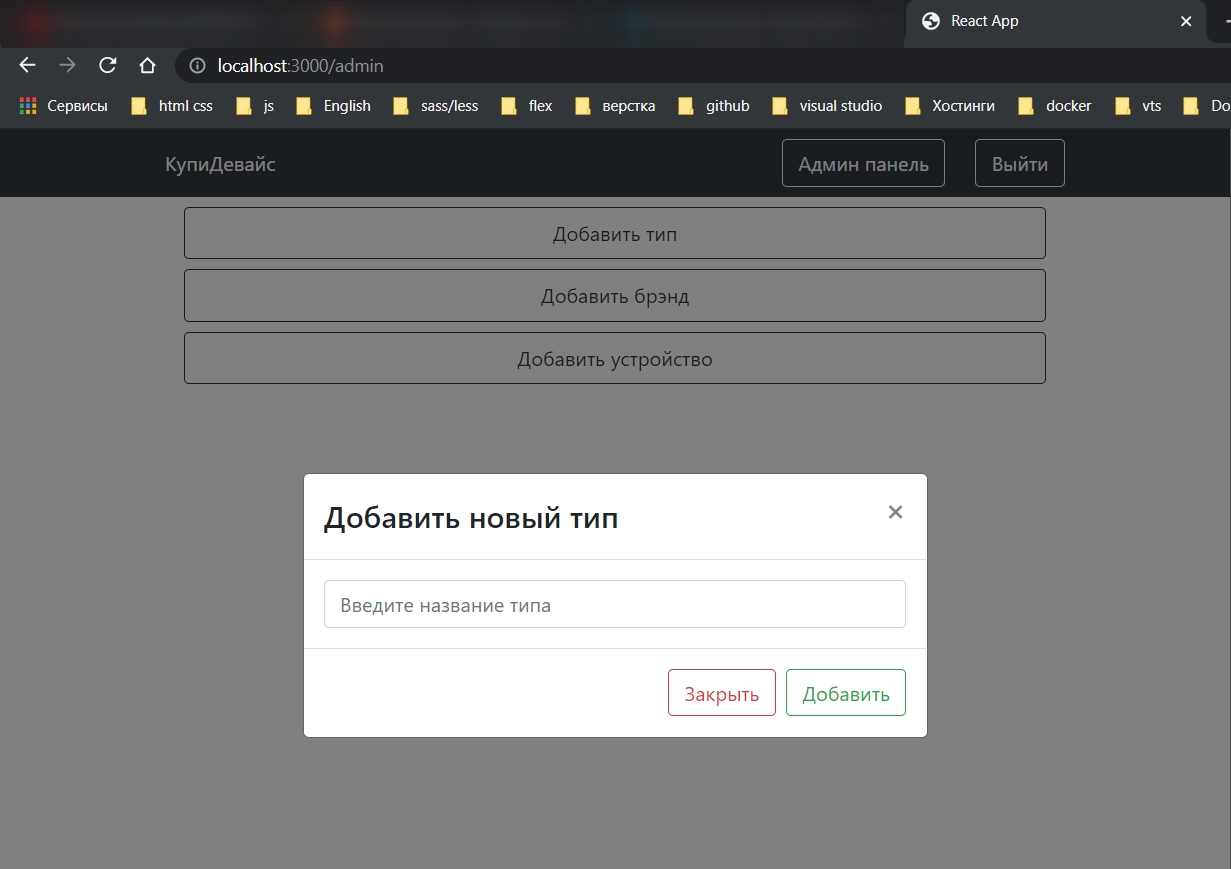 React App
localhost:3000/admin
Сервисы html css js English sass/less flex верстка github visual studio Хостинги docker vts Do
КупиДевайс Админ панель Выйти
Добавить тип
Добавить брэнд
Добавить устройство
Добавить новый тип ×
Введите название типа
Закрыть Добавить